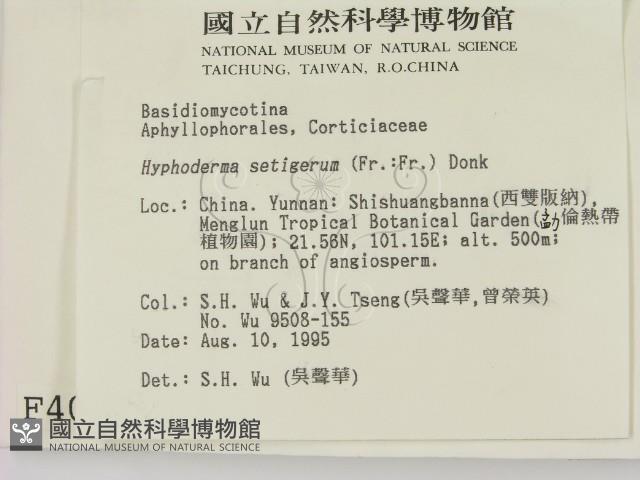 國立自然科學博物館
NATIONAL MUSEUM OF NATURAL SCIENCE
TAICHUNG, TAIWAN, R.O.CHINA
Basidiomycotina
Aphyllophorales, Corticiaceae
Hyphoderma setigerum (Fr.:Fr.) Donk
Loc.: China. Yunnan: Shishuangbanna(西雙版納),
Menglun Tropical Botanical Garden(勐倫熱帶
植物園); 21.56N, 101.15E; alt. 500m;
on branch of angiosperm.
Col.: S.H. Wu & J.Y. Tseng(吳聲華,曾榮英)
No. Wu 9508-155
Date: Aug. 10, 1995
Det.: S.H. Wu (吳聲華)
F40
國立自然科學博物館
NATIONAL MUSEUM OF NATURAL SCIENCE